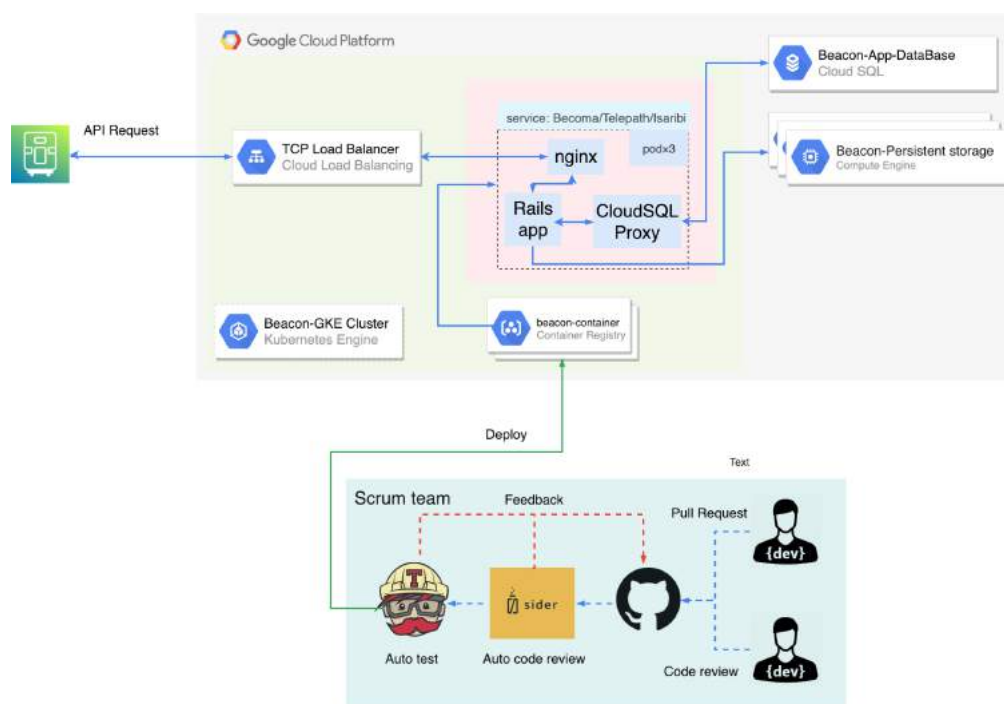 Google Cloud Platform
Beacon-App-DataBase
Cloud SQL
API Request
service: Becoma/Telepath/Isaribi
TCP Load Balancer
Cloud Load Balancing
nginx
pod×3
Beacon-Persistent storage
Compute Engine
Rails
app
CloudSQL
Proxy
Beacon-GKE Cluster
Kubernetes Engine
beacon-container
Container Registry
Deploy
Text
Scrum team
Feedback
Pull Request
{dev}
T
sider
Auto test
Auto code review
Code review
{dev}